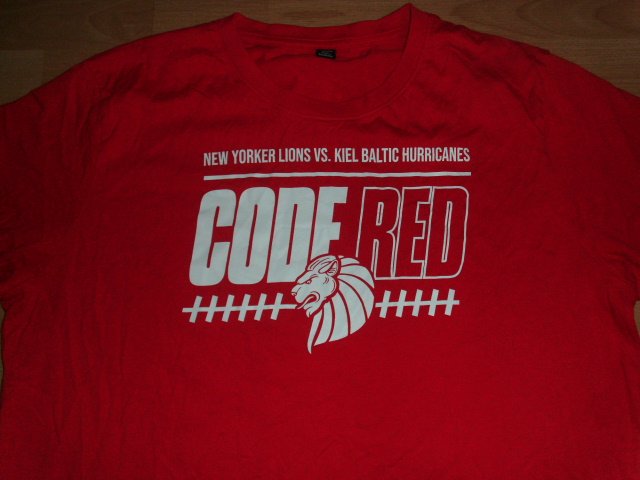 NEW YORKER LIONS VS. KIEL BALTIC HURRICANES
CODE RED